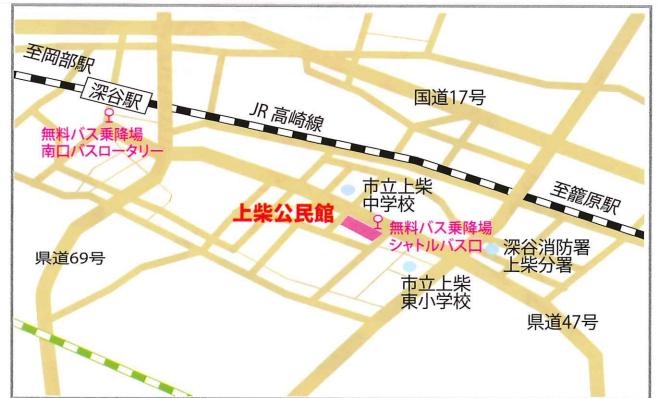 至岡部駅
深谷駅
JR 高崎線
国道17号
無料バス乗降場
南口バスロータリー
市立上柴
中学校
至籠原駅
上柴公民館
無料バス乗降場
シャトルバス口
深谷消防署
上柴分署
県道69号
市立上柴
東小学校
県道47号